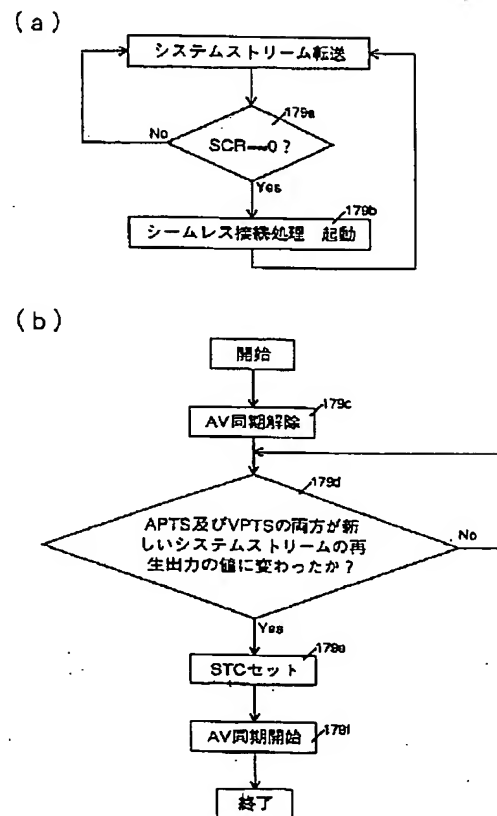 (a)
システムストリーム転送
179a
No
SCR=0?
Yes
179b
シームレス接続処理 起動
(b)
開始
179c
AV同期解除
179d
APTS及びVPTSの両方が新
しいシステムストリームの再
生出力の値に変わったか?
No
Yes
179e
STCセット
179f
AV同期開始
終了